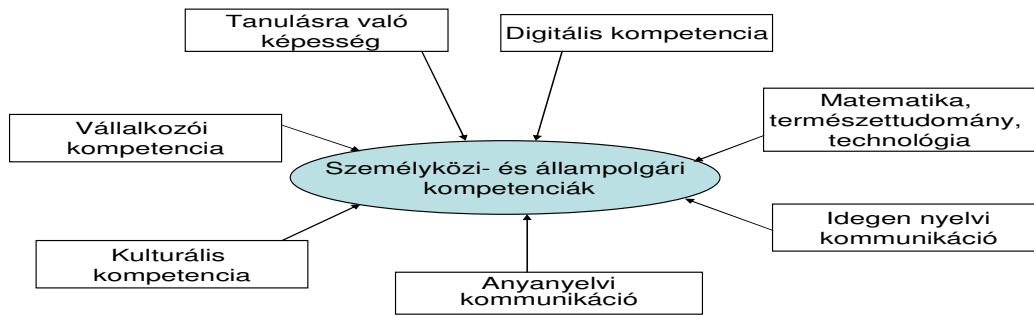 Tanulásra való
képesség
Digitális kompetencia
Matematika,
természettudomány,
technológia
Vállalkozói
kompetencia
Személyközi- és állampolgári
kompetenciák
Idegen nyelvi
kommunikáció
Kulturális
kompetencia
Anyanyelvi
kommunikáció